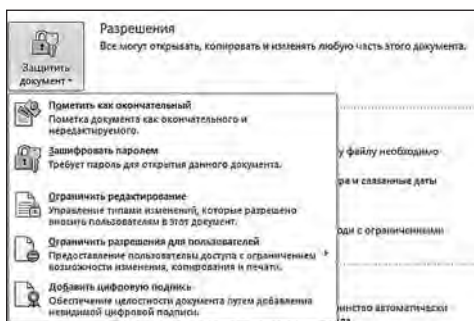 Разрешения
Все могут открывать, копировать и изменять любую часть этого документа.
Защитить
документ
Пометить как окончательный
Пометка документа как окончательного и
нередактируемого.
Зашифровать паролем
Требует пароль для открытия данного документа.
у файлу необходимо
Ограничить редактирование
Управление типами изменений, которые разрешено
вносить пользователям в этот документ.
ра и связанные даты
Ограничить разрешения для пользователей
Предоставление пользователям доступа с ограничением
возможности изменения, копирования и печати.
оди с ограниченными
Добавить цифровую подпись
Обеспечение целостности документа путем добавления
невидимой цифровой подписи.
инство автоматически